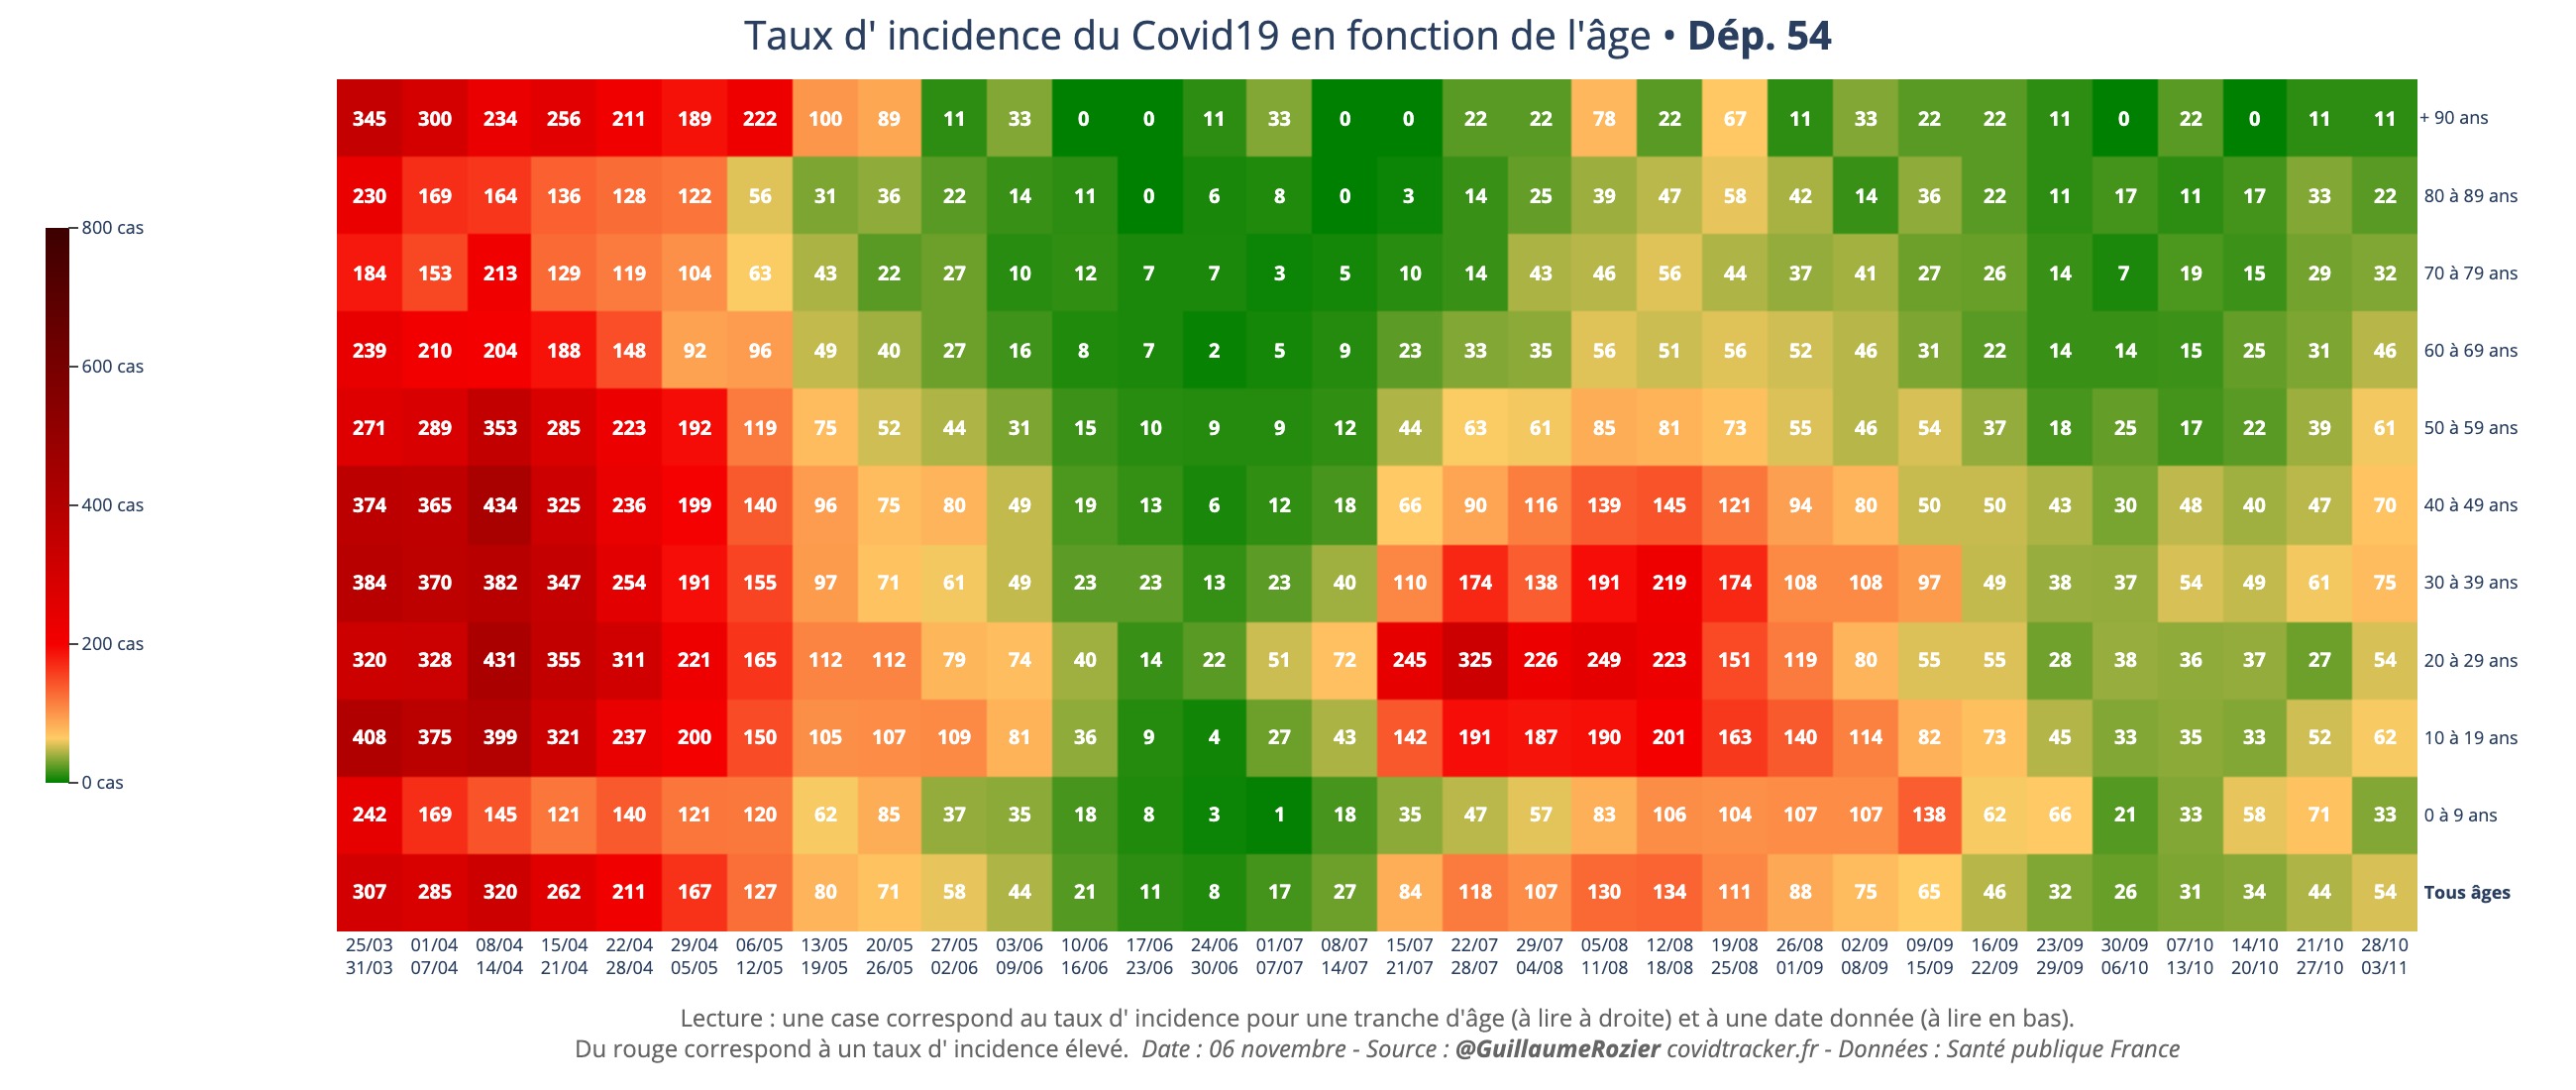 Taux d' incidence du Covid19 en fonction de l'âge • Dép. 54
800 cas
600 cas
400 cas
200 cas
0 cas
345 300 234 256 211 189 222 100 89 11 33 0 0 11 33 0 0 22 22 78 22 67 11 33 22 22 11 0 22 0 11 11 + 90 ans
230 169 164 136 128 122 56 31 36 22 14 11 0 6 8 0 3 14 25 39 47 58 42 14 36 22 11 17 11 17 33 22 80 à 89 ans
184 153 213 129 119 104 63 43 22 27 10 12 7 7 3 5 10 14 43 46 56 44 37 41 27 26 14 7 19 15 29 32 70 à 79 ans
239 210 204 188 148 92 96 49 40 27 16 8 7 2 5 9 23 33 35 56 51 56 52 46 31 22 14 14 15 25 31 46 60 à 69 ans
271 289 353 285 223 192 119 75 52 44 31 15 10 9 9 12 44 63 61 85 81 73 55 46 54 37 18 25 17 22 39 61 50 à 59 ans
374 365 434 325 236 199 140 96 75 80 49 19 13 6 12 18 66 90 116 139 145 121 94 80 50 50 43 30 48 40 47 70 40 à 49 ans
384 370 382 347 254 191 155 97 71 61 49 23 23 13 23 40 110 174 138 191 219 174 108 108 97 49 38 37 54 49 61 75 30 à 39 ans
320 328 431 355 311 221 165 112 112 79 74 40 14 22 51 72 245 325 226 249 223 151 119 80 55 55 28 38 36 37 27 54 20 à 29 ans
408 375 399 321 237 200 150 105 107 109 81 36 9 4 27 43 142 191 187 190 201 163 140 114 82 73 45 33 35 33 52 62 10 à 19 ans
242 169 145 121 140 121 120 62 85 37 35 18 8 3 1 18 35 47 57 83 106 104 107 107 138 62 66 21 33 58 71 33 0 à 9 ans
307 285 320 262 211 167 127 80 71 58 44 21 11 8 17 27 84 118 107 130 134 111 88 75 65 46 32 26 31 34 44 54 Tous âges
25/03 01/04 08/04 15/04 22/04 29/04 06/05 13/05 20/05 27/05 03/06 10/06 17/06 24/06 01/07 08/07 15/07 22/07 29/07 05/08 12/08 19/08 26/08 02/09 09/09 16/09 23/09 30/09 07/10 14/10 21/10 28/10
31/03 07/04 14/04 21/04 28/04 05/05 12/05 19/05 26/05 02/06 09/06 16/06 23/06 30/06 07/07 14/07 21/07 28/07 04/08 11/08 18/08 25/08 01/09 08/09 15/09 22/09 29/09 06/10 13/10 20/10 27/10 03/11
Lecture : une case correspond au taux d' incidence pour une tranche d'âge (à lire à droite) et à une date donnée (à lire en bas).
Du rouge correspond à un taux d' incidence élevé. Date : 06 novembre - Source : @GuillaumeRozier covidtracker.fr - Données : Santé publique France